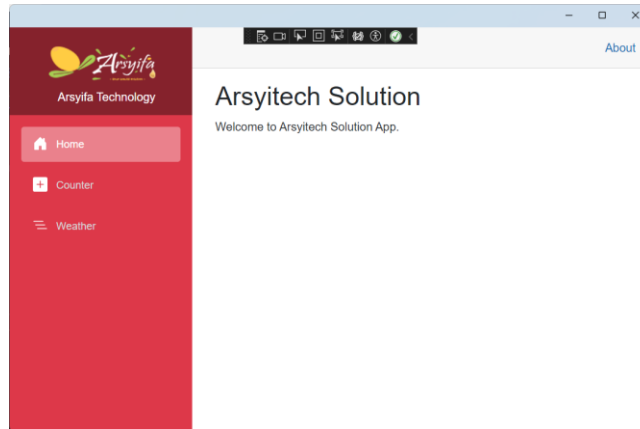 Arsyifa
Arsyifa Technology
Home
Counter
Weather
About
Arsyitech Solution
Welcome to Arsyitech Solution App.